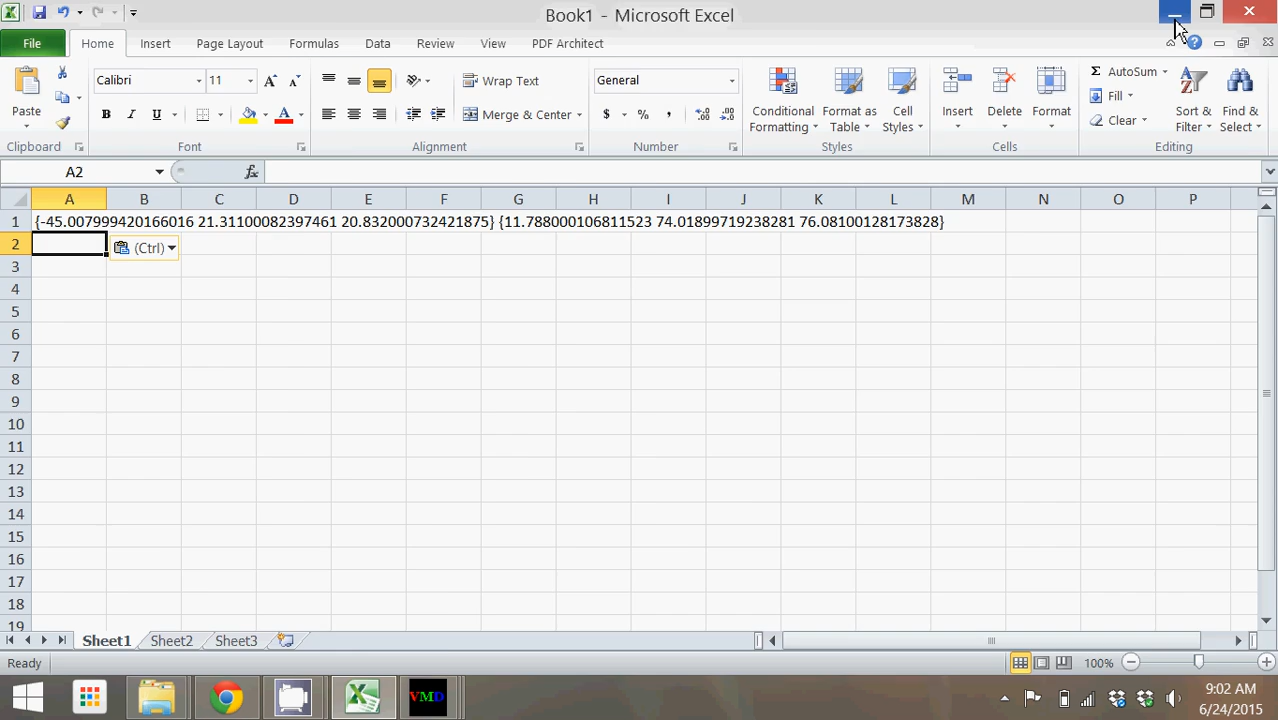 Book1 - Microsoft Excel
File Home Insert Page Layout Formulas Data Review View PDF Architect
Calibri 11 Wrap Text General AutoSum
Paste Fill
B I U Merge & Center $ % , Conditional Formatting Format as Table Cell Styles Insert Delete Format Clear Sort & Filter Find & Select
Clipboard Font Alignment Number Styles Cells Editing
A2 fx
A B C D E F G H I J K L M N O P
1 {-45.0079999420166016 21.31100082397461 20.832000732421875} {11.788000106811523 74.01899719238281 76.08100128173828}
2 (Ctrl)
3
4
5
6
7
8
9
10
11
12
13
14
15
16
17
18
19
Sheet1 Sheet2 Sheet3
Ready 100%
VMD
9:02 AM
6/24/2015